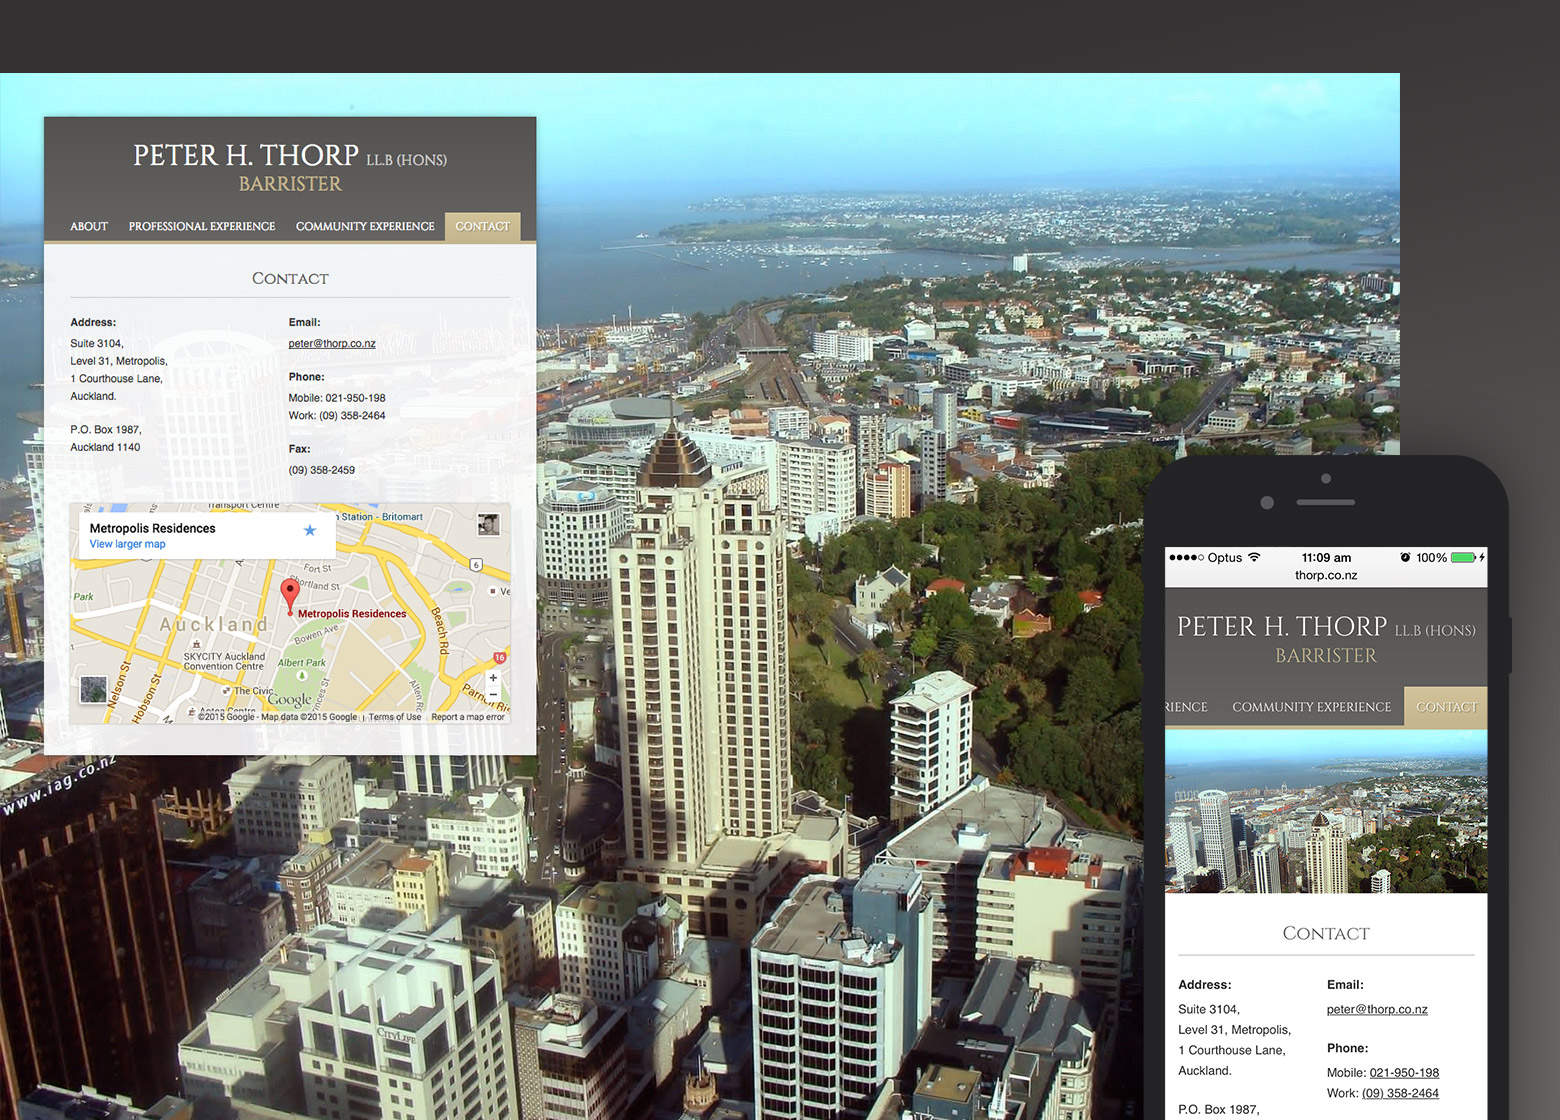 PETER H. THORP LL.B (HONS)
BARRISTER
ABOUT PROFESSIONAL EXPERIENCE COMMUNITY EXPERIENCE CONTACT
CONTACT
Address:
Suite 3104,
Level 31, Metropolis,
1 Courthouse Lane,
Auckland.
P.O. Box 1987,
Auckland 1140
Email:
peter@thorp.co.nz
Phone:
Mobile: 021-950-198
Work: (09) 358-2464
Fax:
(09) 358-2459
Transport Centre
Station - Britomart
Metropolis Residences
View larger map
6
Fort St
Shortland St
Park
Metropolis Residences
Auckland
Bowen Ave
Beach Rd
SKYCITY Auckland
Convention Centre
Albert Park
16
Nelson St
Hobson St
The Civic
Google
©2015 Google - Map data ©2015 Google Terms of Use Report a map error
www.iag.co.nz
STATE
CITYLIFE
Optus 11:09 am 100%
thorp.co.nz
PETER H. THORP LL.B (HONS)
BARRISTER
RIENCE COMMUNITY EXPERIENCE CONTACT
CONTACT
Address:
Suite 3104,
Level 31, Metropolis,
1 Courthouse Lane,
Auckland.
P.O. Box 1987,
Email:
peter@thorp.co.nz
Phone:
Mobile: 021-950-198
Work: (09) 358-2464